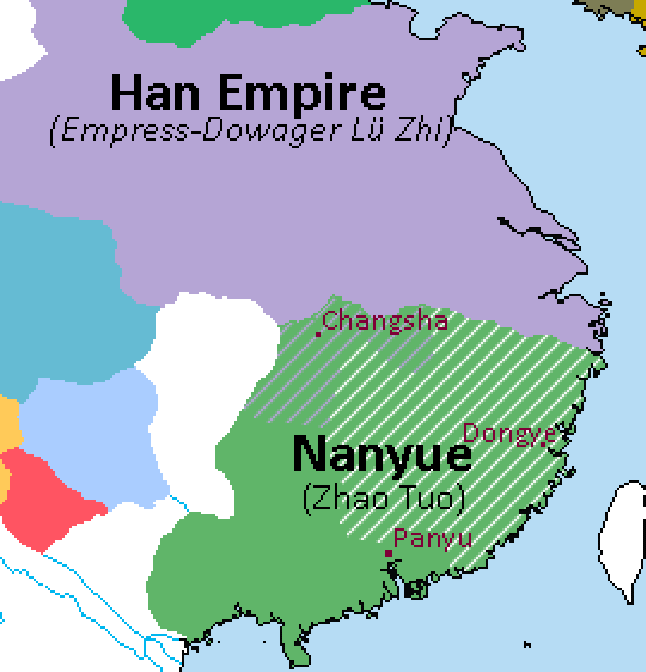 Han Empire
(Empress-Dowager Lü Zhi)
Changsha
Dongye
Nanyue
(Zhao Tuo)
Panyu